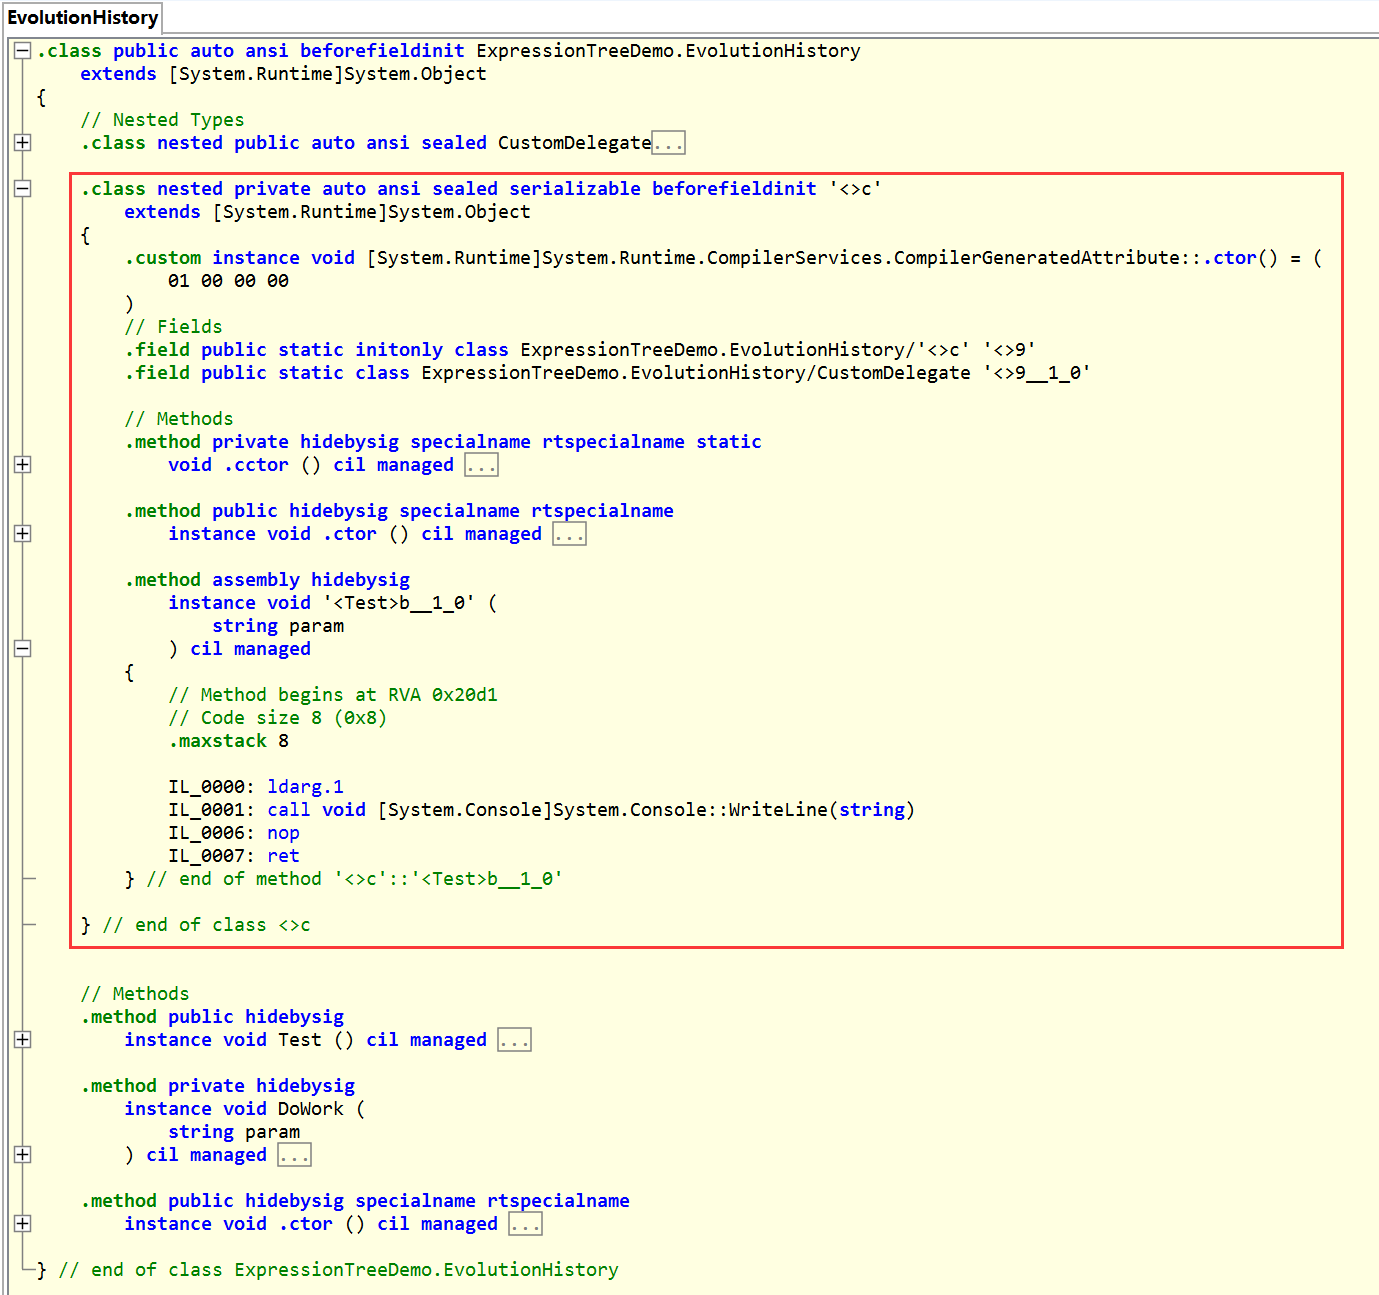 EvolutionHistory
.class public auto ansi beforefieldinit ExpressionTreeDemo.EvolutionHistory
    extends [System.Runtime]System.Object
{
    // Nested Types
    .class nested public auto ansi sealed CustomDelegate...
    .class nested private auto ansi sealed serializable beforefieldinit '<>c'
        extends [System.Runtime]System.Object
    {
        .custom instance void [System.Runtime]System.Runtime.CompilerServices.CompilerGeneratedAttribute::.ctor() = (
            01 00 00 00
        )
        // Fields
        .field public static initonly class ExpressionTreeDemo.EvolutionHistory/'<>c' '<>9'
        .field public static class ExpressionTreeDemo.EvolutionHistory/CustomDelegate '<>9__1_0'
        // Methods
        .method private hidebysig specialname rtspecialname static
            void .cctor () cil managed ...
        .method public hidebysig specialname rtspecialname
            instance void .ctor () cil managed ...
        .method assembly hidebysig
            instance void '<Test>b__1_0' (
                string param
            ) cil managed
        {
            // Method begins at RVA 0x20d1
            // Code size 8 (0x8)
            .maxstack 8
            IL_0000: ldarg.1
            IL_0001: call void [System.Console]System.Console::WriteLine(string)
            IL_0006: nop
            IL_0007: ret
        } // end of method '<>c'::'<Test>b__1_0'
    } // end of class <>c
    // Methods
    .method public hidebysig
        instance void Test () cil managed ...
    .method private hidebysig
        instance void DoWork (
            string param
        ) cil managed ...
    .method public hidebysig specialname rtspecialname
        instance void .ctor () cil managed ...
} // end of class ExpressionTreeDemo.EvolutionHistory